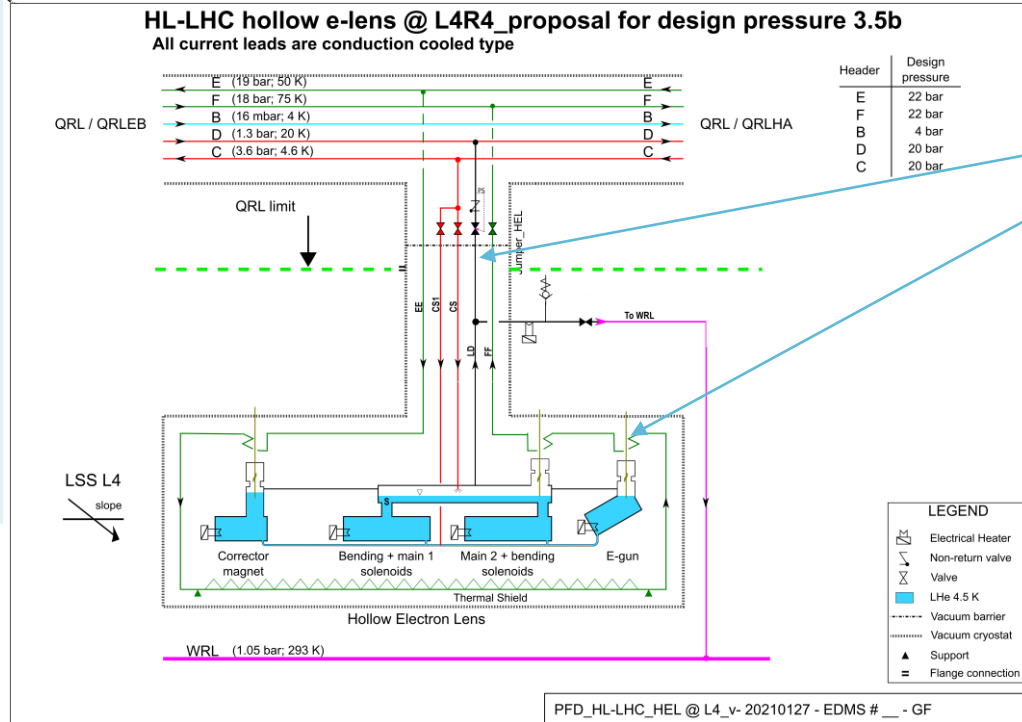 HL-LHC hollow e-lens @ L4R4_proposal for design pressure 3.5b
All current leads are conduction cooled type
E (19 bar; 50 K) E
F (18 bar; 75 K) F
QRL / QRLEB B (16 mbar; 4 K) B QRL / QRLHA
D (1.3 bar; 20 K) D
C (3.6 bar; 4.6 K) C
Header Design pressure
E 22 bar
F 22 bar
B 4 bar
D 20 bar
C 20 bar
QRL limit
Jumper_HEL
EE
CS1
CS
LD
FF
To WRL
LSS L4
slope
S
Corrector
magnet
Bending + main 1
solenoids
Main 2 + bending
solenoids
E-gun
Thermal Shield
Hollow Electron Lens
WRL (1.05 bar; 293 K)
LEGEND
Electrical Heater
Non-return valve
Valve
LHe 4.5 K
Vacuum barrier
Vacuum cryostat
Support
Flange connection
PFD_HL-LHC_HEL @ L4_v- 20210127 - EDMS # __ - GF